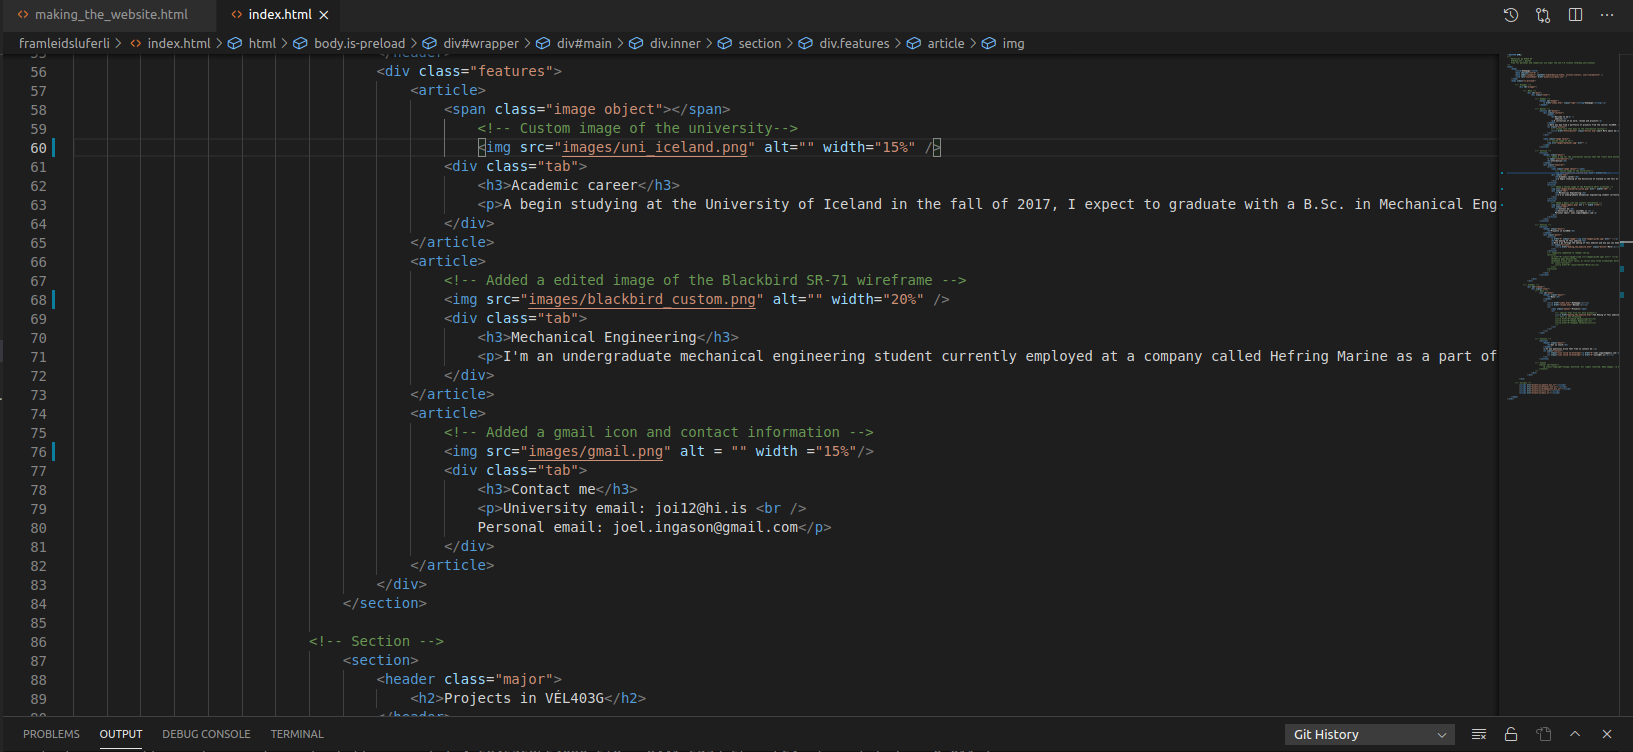 making_the_website.html
index.html
framleidsluferli > index.html > html > body.is-preload > div#wrapper > div#main > div.inner > section > div.features > article > img
55 </header>
56 <div class="features">
57 <article>
58 <span class="image object"></span>
59 <!-- Custom image of the university-->
60 <img src="images/uni_iceland.png" alt="" width="15%" />
61 <div class="tab">
62 <h3>Academic career</h3>
63 <p>A begin studying at the University of Iceland in the fall of 2017, I expect to graduate with a B.Sc. in Mechanical Eng
64 </div>
65 </article>
66 <article>
67 <!-- Added a edited image of the Blackbird SR-71 wireframe -->
68 <img src="images/blackbird_custom.png" alt="" width="20%" />
69 <div class="tab">
70 <h3>Mechanical Engineering</h3>
71 <p>I'm an undergraduate mechanical engineering student currently employed at a company called Hefring Marine as a part of
72 </div>
73 </article>
74 <article>
75 <!-- Added a gmail icon and contact information -->
76 <img src="images/gmail.png" alt = "" width ="15%"/>
77 <div class="tab">
78 <h3>Contact me</h3>
79 <p>University email: joi12@hi.is <br />
80 Personal email: joel.ingason@gmail.com</p>
81 </div>
82 </article>
83 </div>
84 </section>
85
86 <!-- Section -->
87 <section>
88 <header class="major">
89 <h2>Projects in VÉL403G</h2>
90 </header>
PROBLEMS OUTPUT DEBUG CONSOLE TERMINAL Git History